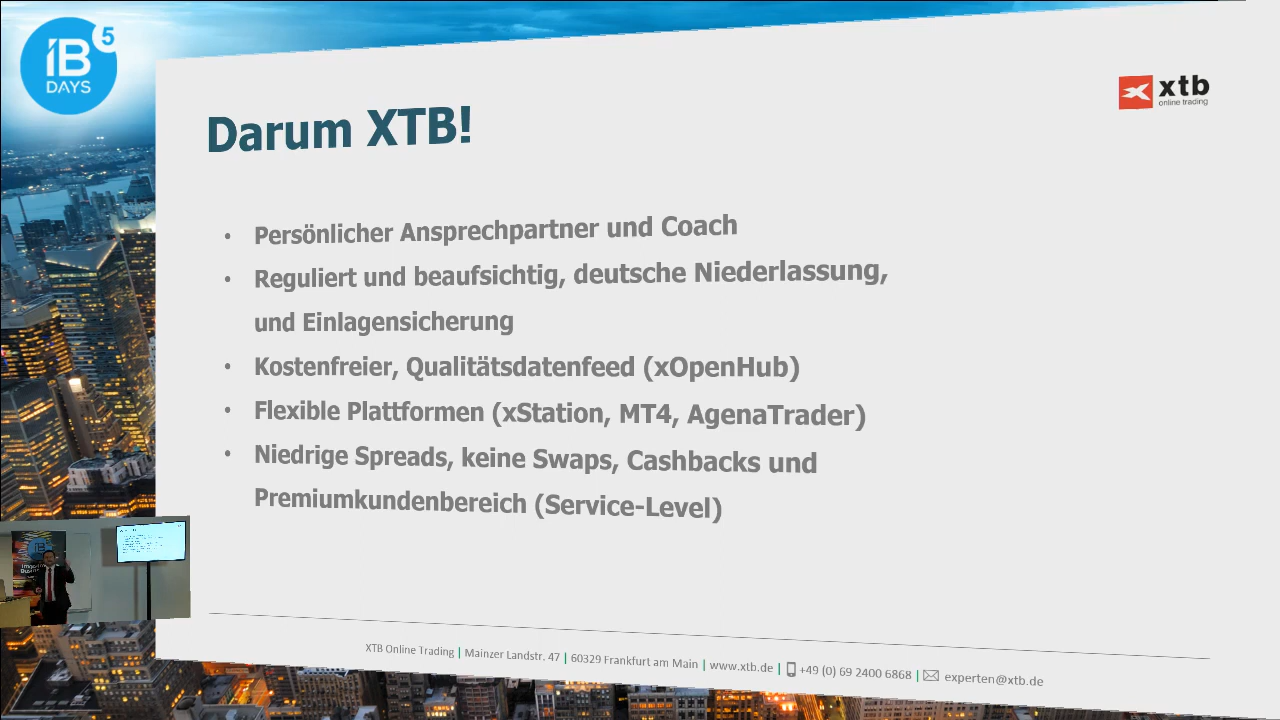 IB 5
DAYS
xtb
online trading
Darum XTB!
• Persönlicher Ansprechpartner und Coach
• Reguliert und beaufsichtig, deutsche Niederlassung,
und Einlagensicherung
• Kostenfreier, Qualitätsdatenfeed (xOpenHub)
• Flexible Plattformen (xStation, MT4, AgenaTrader)
• Niedrige Spreads, keine Swaps, Cashbacks und
Premiumkundenbereich (Service-Level)
IB
XTB Online Trading | Mainzer Landstr. 47 | 60329 Frankfurt am Main | www.xtb.de | +49 (0) 69 2400 6868 | experten@xtb.de